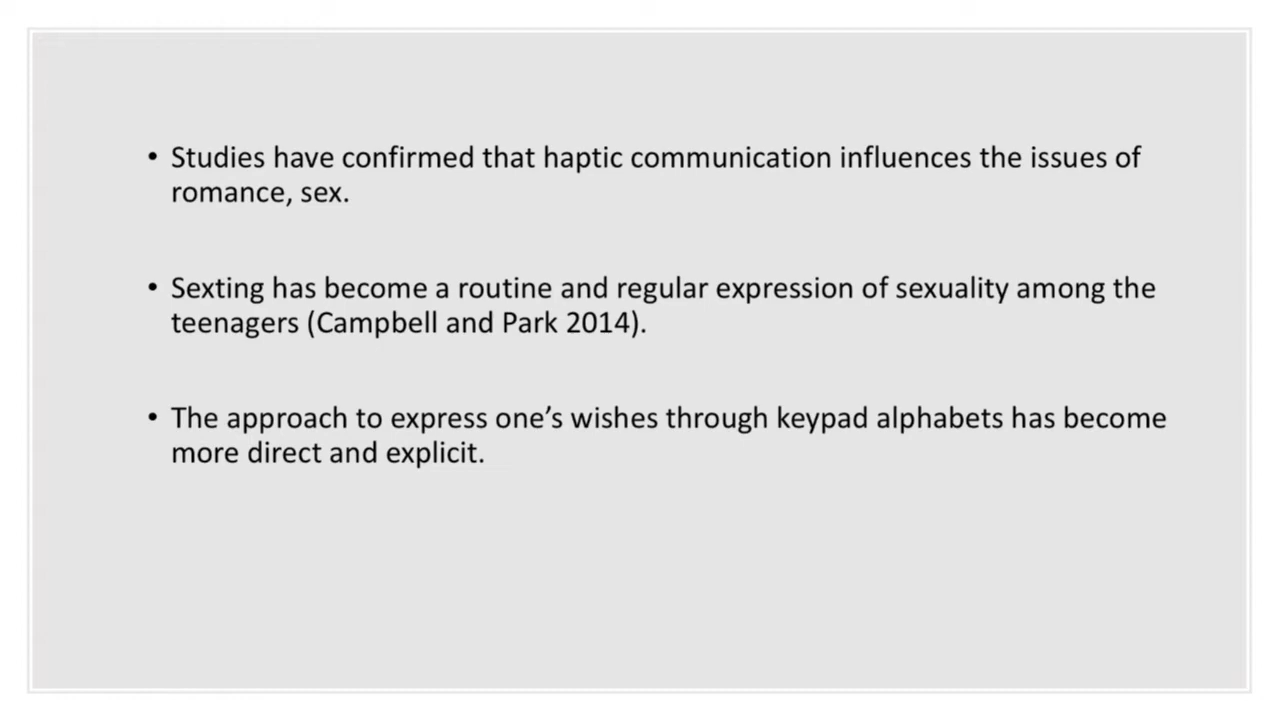 • Studies have confirmed that haptic communication influences the issues of
romance, sex.
• Sexting has become a routine and regular expression of sexuality among the
teenagers (Campbell and Park 2014).
• The approach to express one’s wishes through keypad alphabets has become
more direct and explicit.